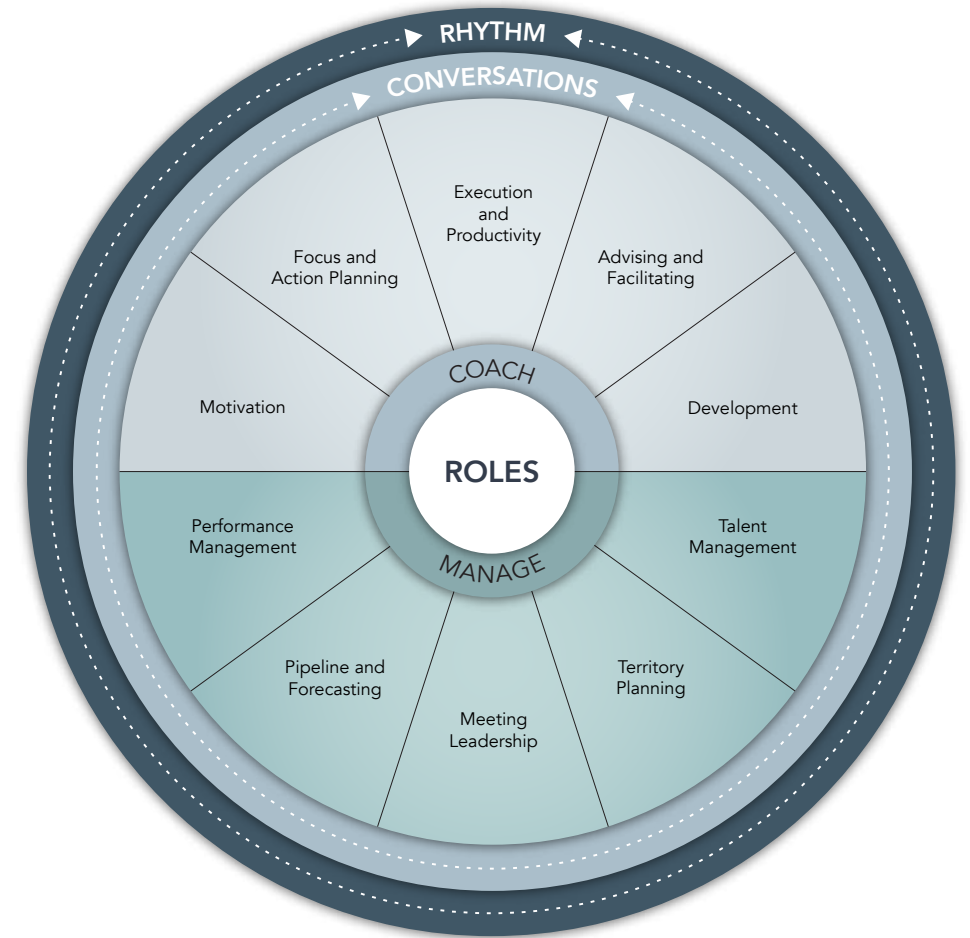 RHYTHM
CONVERSATIONS
Execution
and
Productivity
Focus and
Action Planning
Advising and
Facilitating
Motivation
Development
COACH
ROLES
MANAGE
Performance
Management
Talent
Management
Pipeline and
Forecasting
Territory
Planning
Meeting
Leadership